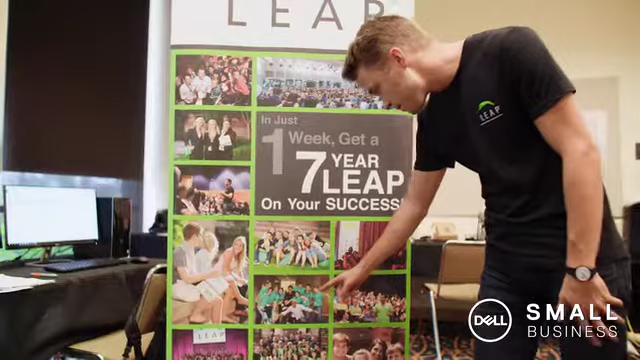 LEAP
In Just
1 Week, Get a
7 YEAR
LEAP
On Your SUCCESS!
LEAP
LEAP
DELL
SMALL
BUSINESS